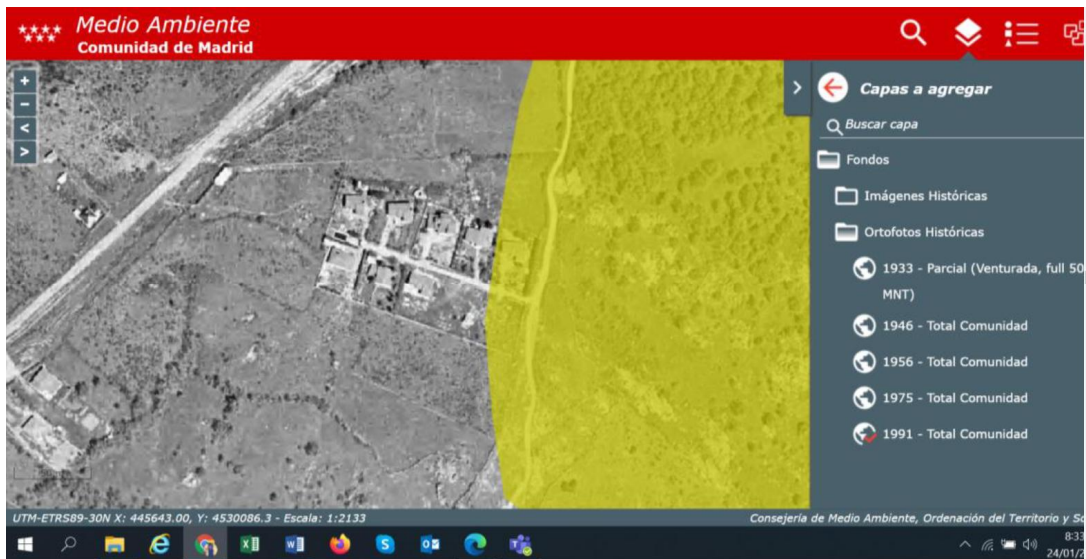 Medio Ambiente
Comunidad de Madrid
Capas a agregar
Buscar capa
Fondos
Imágenes Históricas
Ortofotos Históricas
1933 - Parcial (Venturada, full 50
MNT)
1946 - Total Comunidad
1956 - Total Comunidad
1975 - Total Comunidad
1991 - Total Comunidad
UTM-ETRS89-30N X: 445643.00, Y: 4530086.3 - Escala: 1:2133
Consejería de Medio Ambiente, Ordenación del Territorio y So
8:33
24/01/2